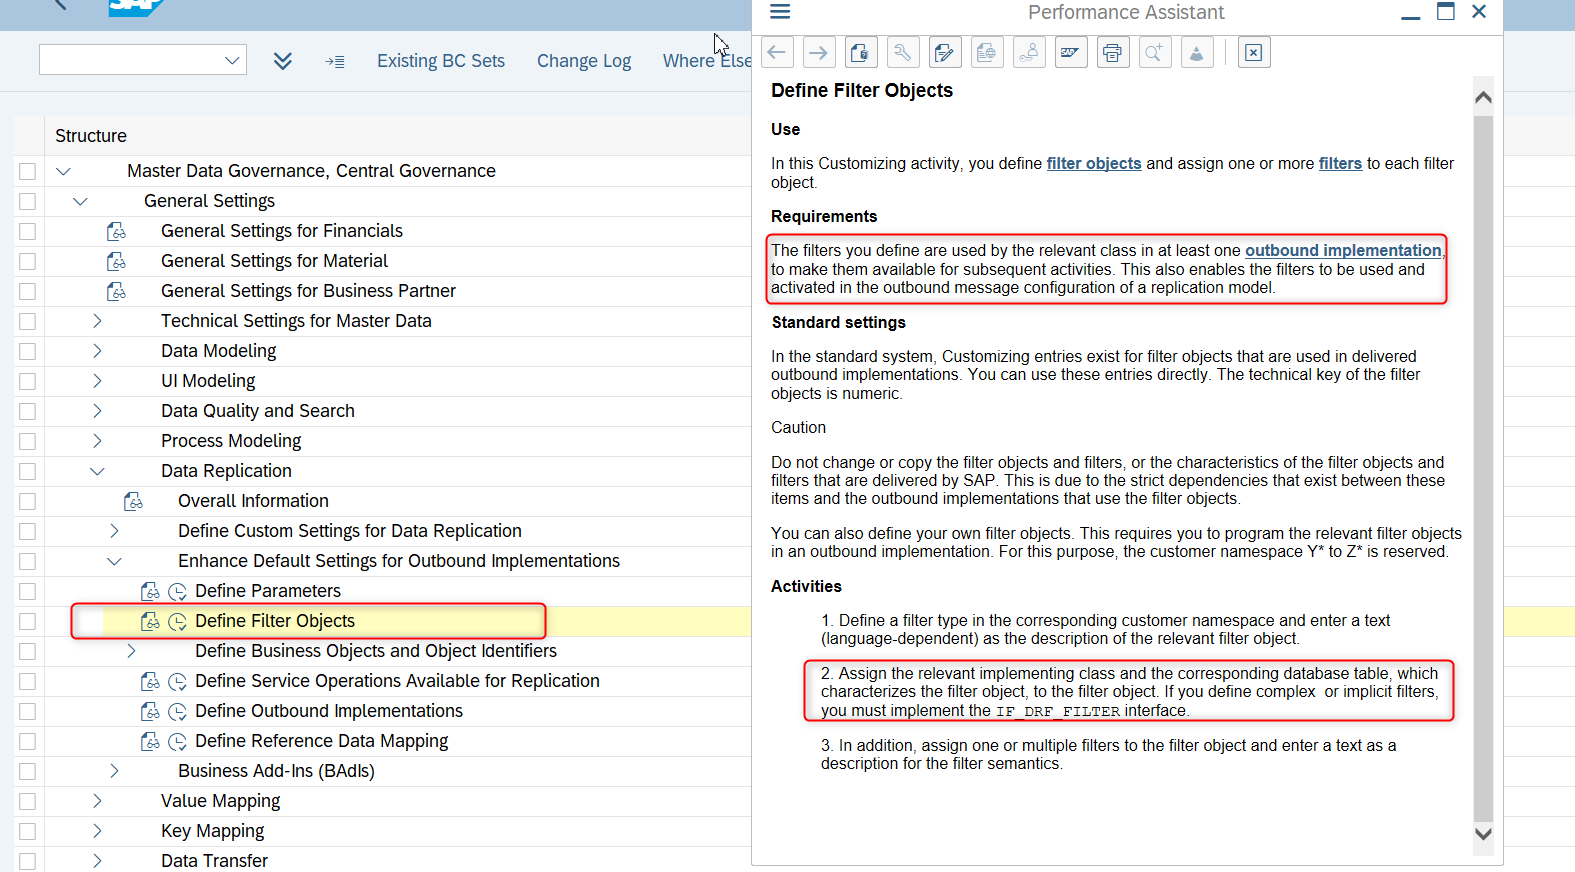 SAP
Performance Assistant
Existing BC Sets Change Log Where Else
Structure
Master Data Governance, Central Governance
General Settings
General Settings for Financials
General Settings for Material
General Settings for Business Partner
Technical Settings for Master Data
Data Modeling
UI Modeling
Data Quality and Search
Process Modeling
Data Replication
Overall Information
Define Custom Settings for Data Replication
Enhance Default Settings for Outbound Implementations
Define Parameters
Define Filter Objects
Define Business Objects and Object Identifiers
Define Service Operations Available for Replication
Define Outbound Implementations
Define Reference Data Mapping
Business Add-Ins (BAdIs)
Value Mapping
Key Mapping
Data Transfer
SAP
Define Filter Objects
Use
In this Customizing activity, you define filter objects and assign one or more filters to each filter
object.
Requirements
The filters you define are used by the relevant class in at least one outbound implementation,
to make them available for subsequent activities. This also enables the filters to be used and
activated in the outbound message configuration of a replication model.
Standard settings
In the standard system, Customizing entries exist for filter objects that are used in delivered
outbound implementations. You can use these entries directly. The technical key of the filter
objects is numeric.
Caution
Do not change or copy the filter objects and filters, or the characteristics of the filter objects and
filters that are delivered by SAP. This is due to the strict dependencies that exist between these
items and the outbound implementations that use the filter objects.
You can also define your own filter objects. This requires you to program the relevant filter objects
in an outbound implementation. For this purpose, the customer namespace Y* to Z* is reserved.
Activities
1. Define a filter type in the corresponding customer namespace and enter a text
(language-dependent) as the description of the relevant filter object.
2. Assign the relevant implementing class and the corresponding database table, which
characterizes the filter object, to the filter object. If you define complex or implicit filters,
you must implement the IF_DRF_FILTER interface.
3. In addition, assign one or multiple filters to the filter object and enter a text as a
description for the filter semantics.